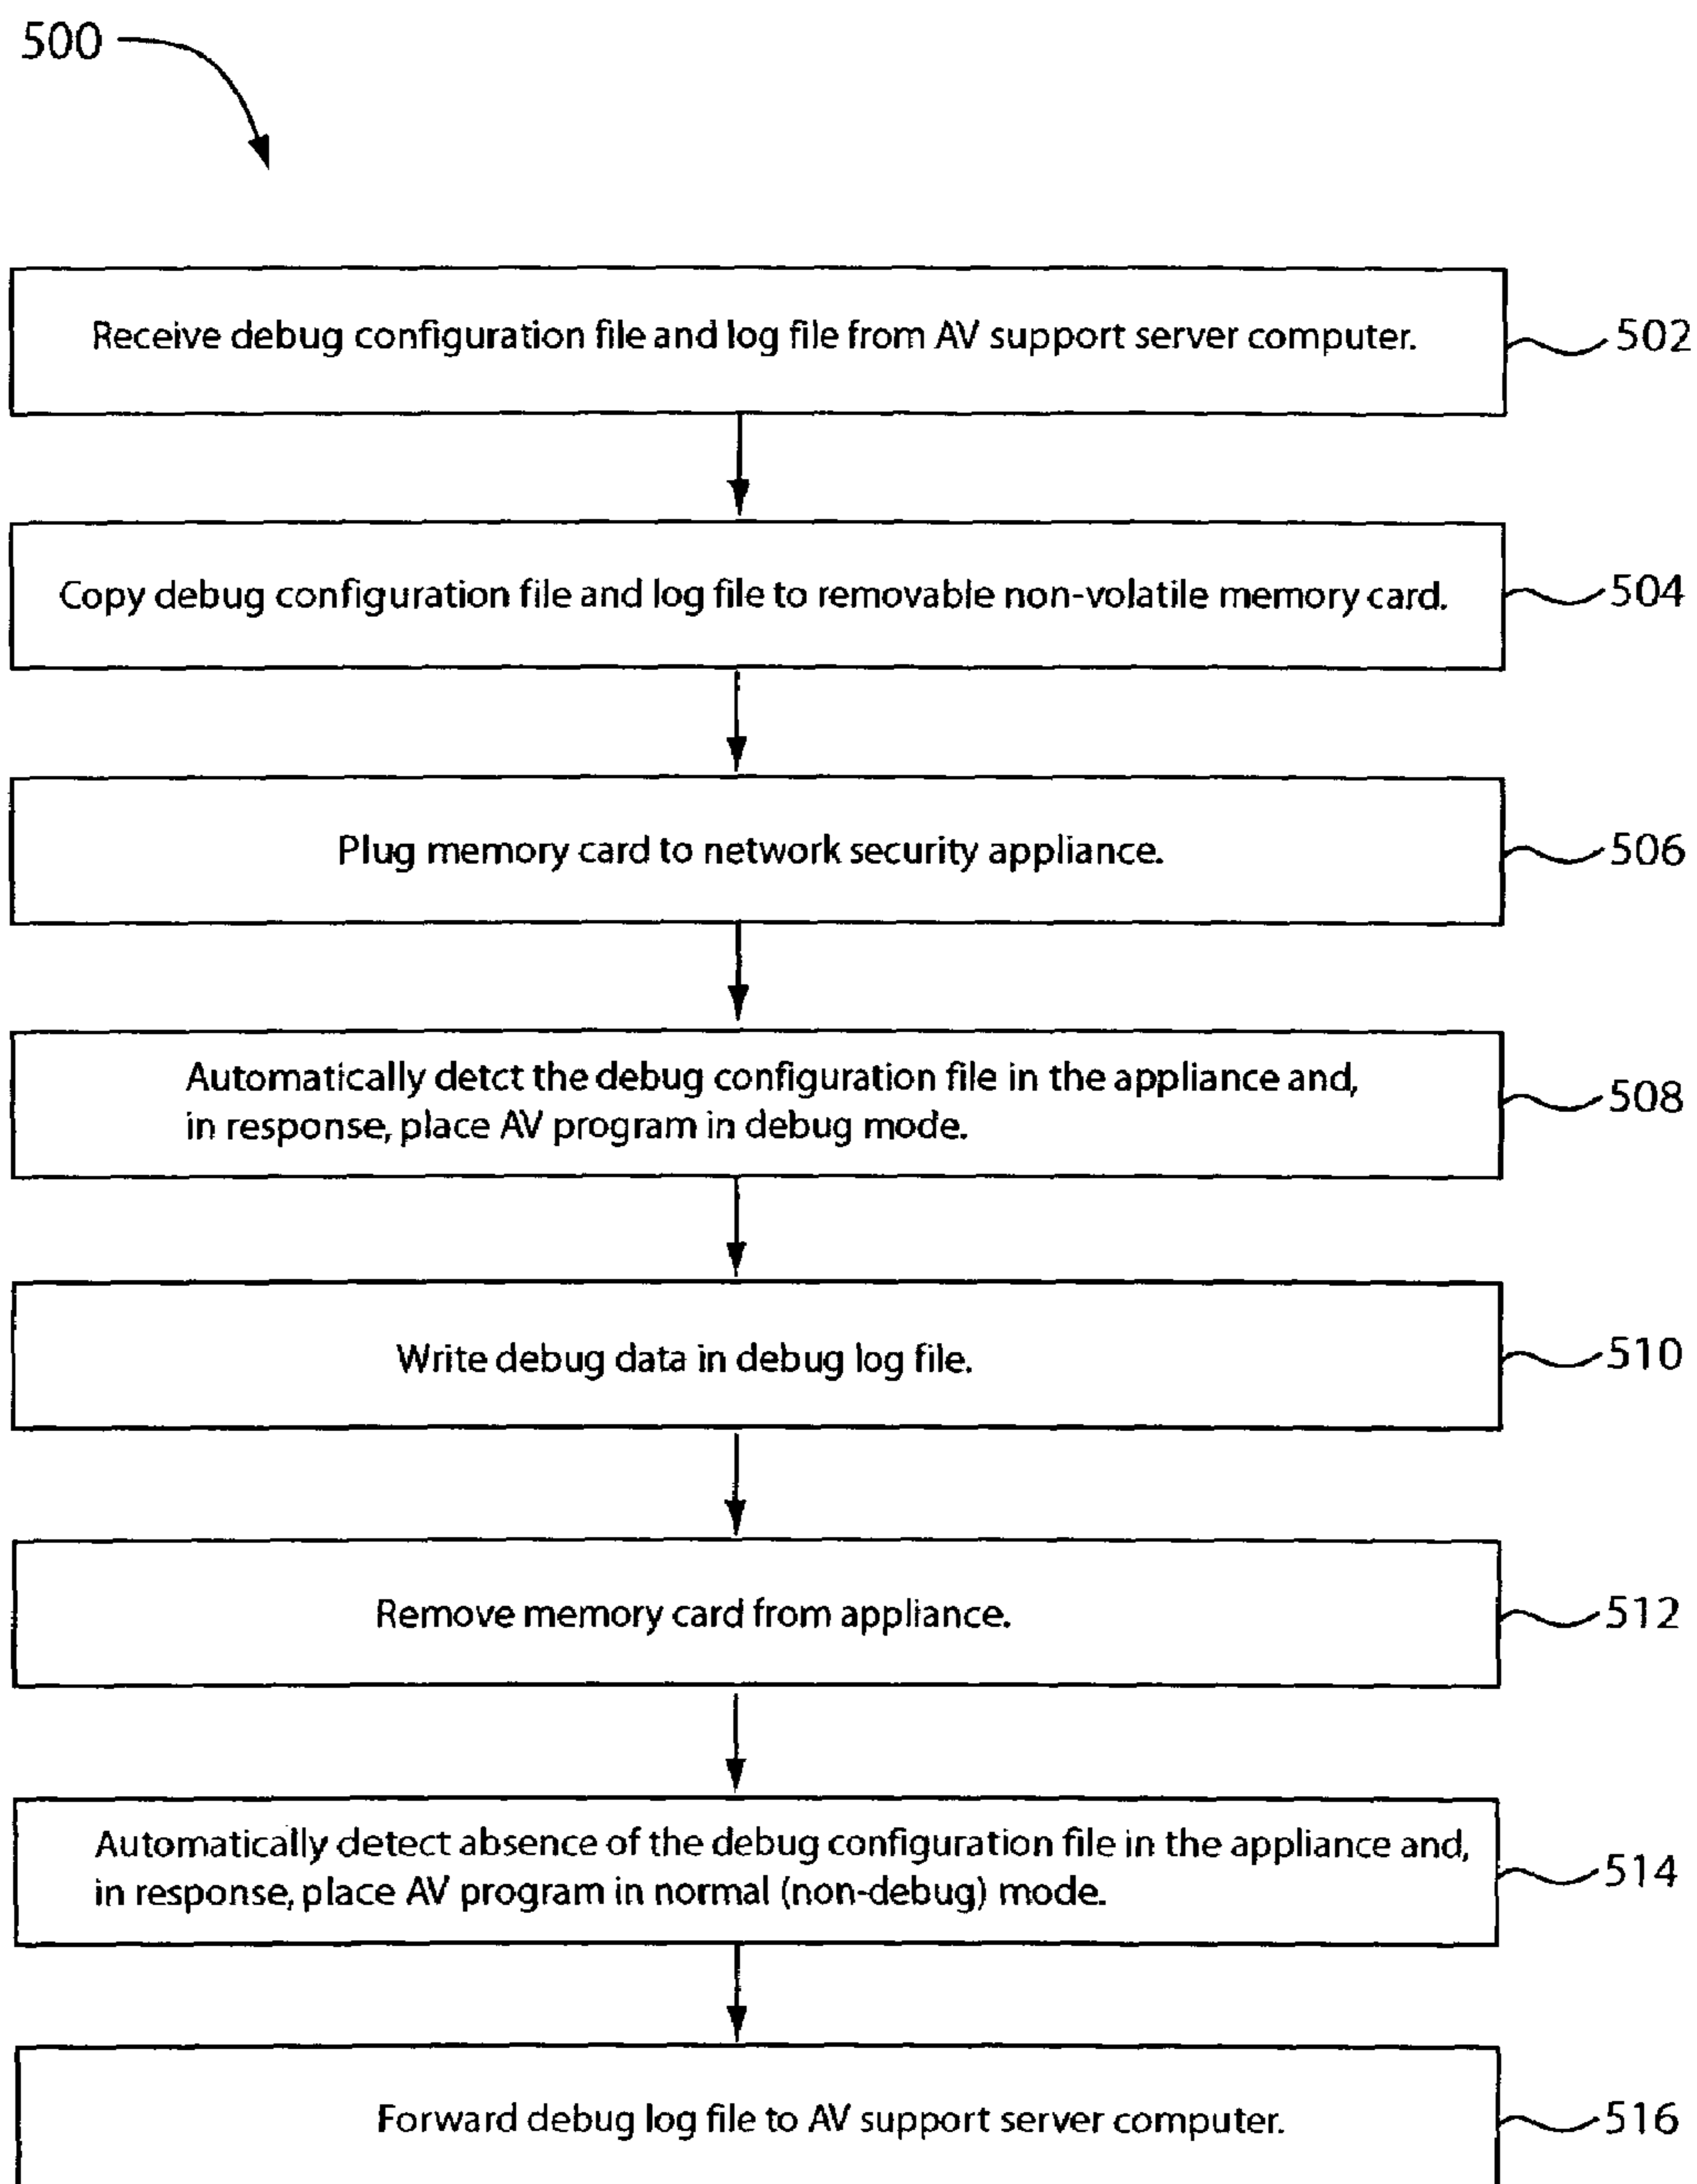 500
Receive debug configuration file and log file from AV support server computer.
502
Copy debug configuration file and log file to removable non-volatile memory card.
504
Plug memory card to network security appliance.
506
Automatically detct the debug configuration file in the appliance and,
in response, place AV program in debug mode.
508
Write debug data in debug log file.
510
Remove memory card from appliance.
512
Automatically detect absence of the debug configuration file in the appliance and,
in response, place AV program in normal (non-debug) mode.
514
Forward debug log file to AV support server computer.
516